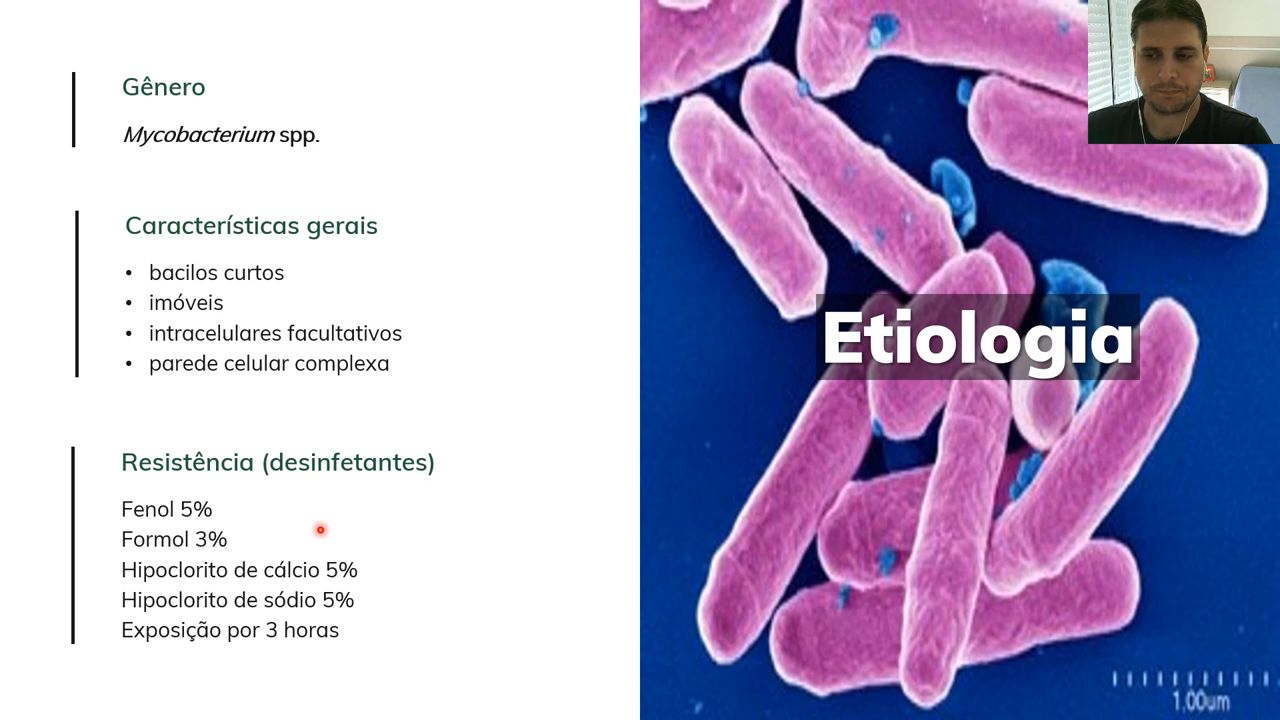 Gênero
Mycobacterium spp.
Características gerais
• bacilos curtos
• imóveis
• intracelulares facultativos
• parede celular complexa
Resistência (desinfetantes)
Fenol 5%
Formol 3%
Hipoclorito de cálcio 5%
Hipoclorito de sódio 5%
Exposição por 3 horas
Etiologia
1,00um